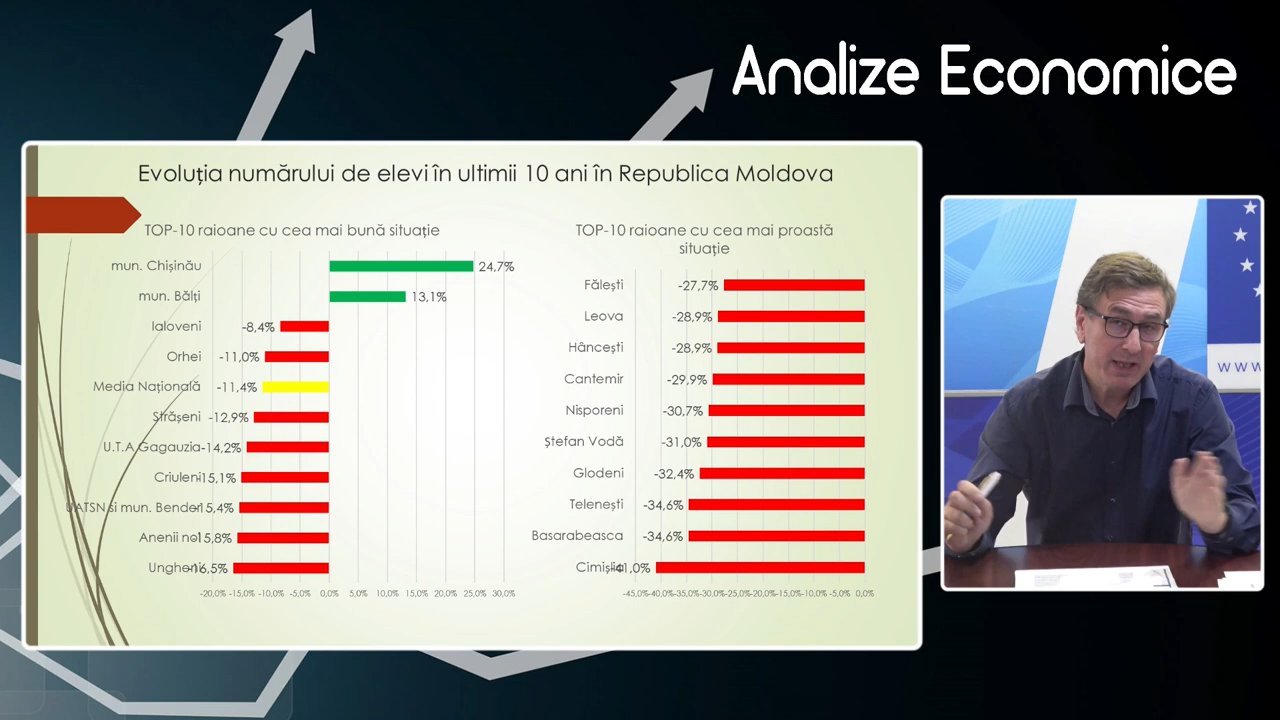 Analize Economice
Evoluția numărului de elevi în ultimii 10 ani în Republica Moldova
TOP-10 raioane cu cea mai bună situație
mun. Chișinău 24,7%
mun. Bălți 13,1%
Ialoveni -8,4%
Orhei -11,0%
Media Națională -11,4%
Strășeni -12,9%
U.T.A Gagauzia -14,2%
Criuleni -15,1%
UATSN si mun. Bender -15,4%
Anenii noi -15,8%
Ungheni -16,5%
-20,0% -15,0% -10,0% -5,0% 0,0% 5,0% 10,0% 15,0% 20,0% 25,0% 30,0%
TOP-10 raioane cu cea mai proastă
situație
Fălești -27,7%
Leova -28,9%
Hâncești -28,9%
Cantemir -29,9%
Nisporeni -30,7%
Ștefan Vodă -31,0%
Glodeni -32,4%
Telenești -34,6%
Basarabeasca -34,6%
Cimișlia -41,0%
-45,0% -40,0% -35,0% -30,0% -25,0% -20,0% -15,0% -10,0% -5,0% 0,0%
WWW